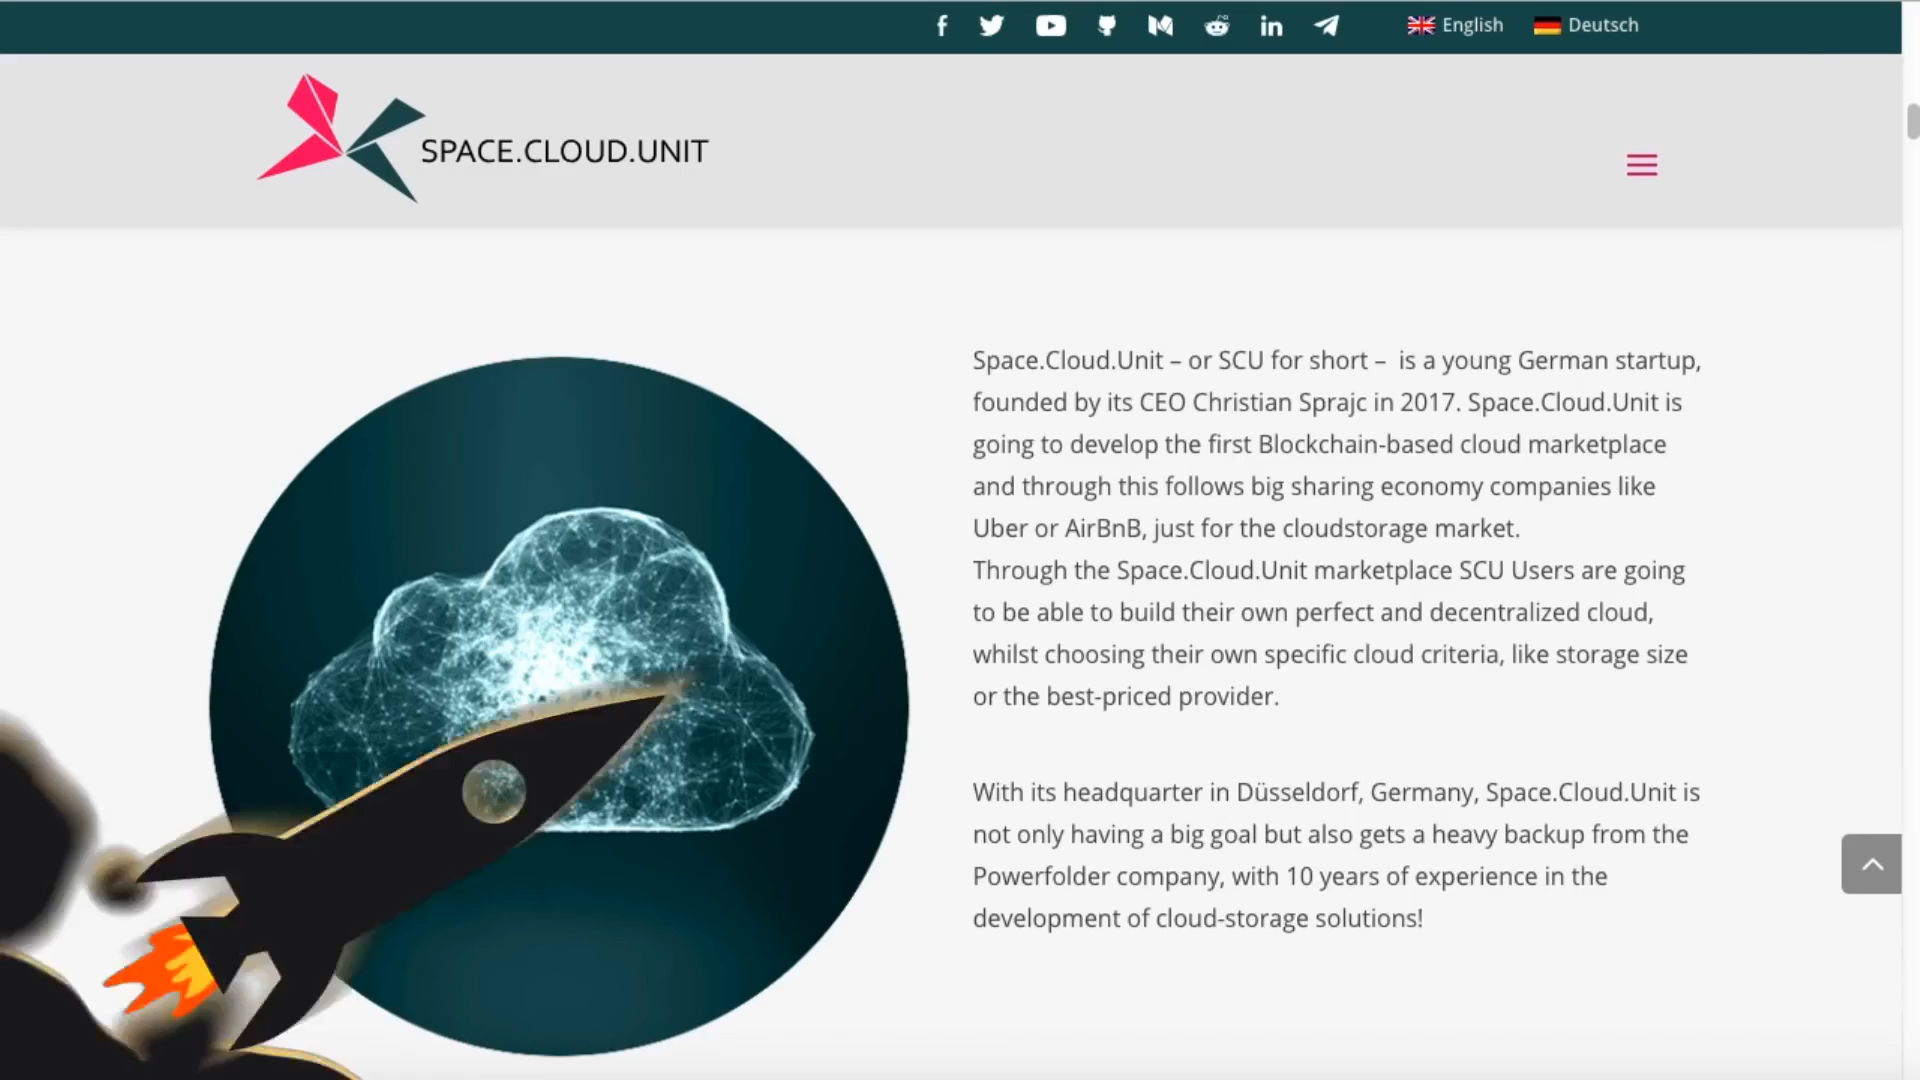 English Deutsch
SPACE.CLOUD.UNIT
Space.Cloud.Unit – or SCU for short –  is a young German startup,
founded by its CEO Christian Sprajc in 2017. Space.Cloud.Unit is
going to develop the first Blockchain-based cloud marketplace
and through this follows big sharing economy companies like
Uber or AirBnB, just for the cloudstorage market.
Through the Space.Cloud.Unit marketplace SCU Users are going
to be able to build their own perfect and decentralized cloud,
whilst choosing their own specific cloud criteria, like storage size
or the best-priced provider.
With its headquarter in Düsseldorf, Germany, Space.Cloud.Unit is
not only having a big goal but also gets a heavy backup from the
Powerfolder company, with 10 years of experience in the
development of cloud-storage solutions!